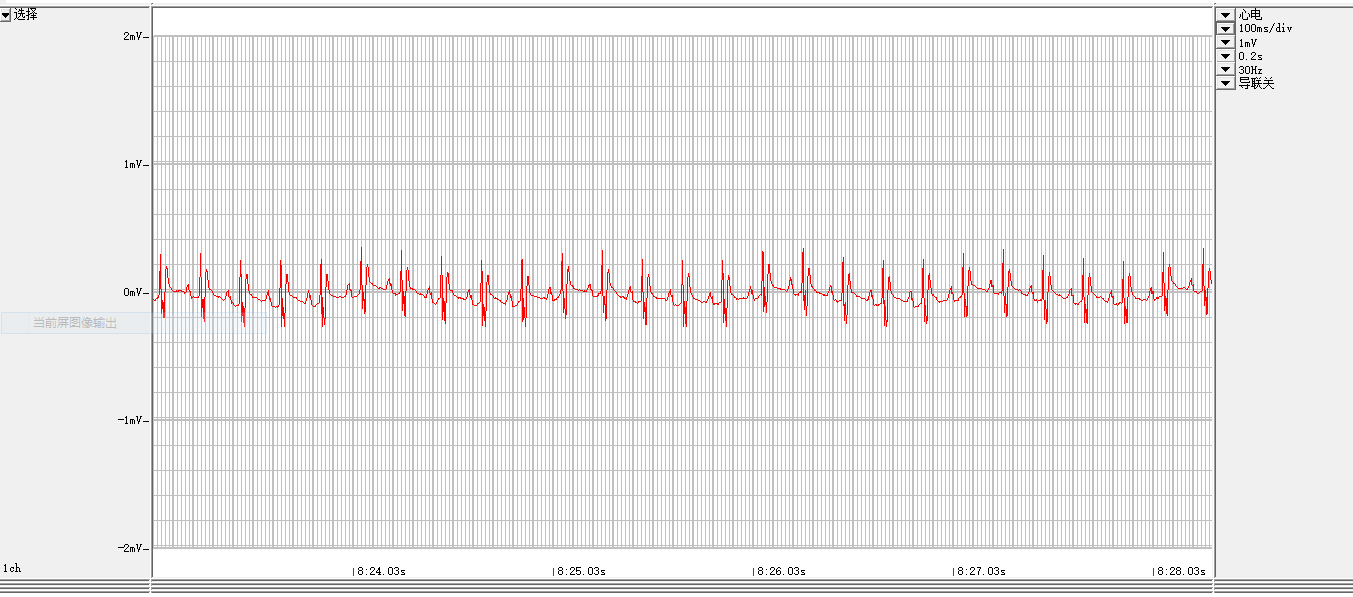 选择
心电
100ms/div
1mV
0.2s
30Hz
导联关
2mV
1mV
0mV
当前屏图像输出
-1mV
-2mV
1ch
8:24.03s
8:25.03s
8:26.03s
8:27.03s
8:28.03s